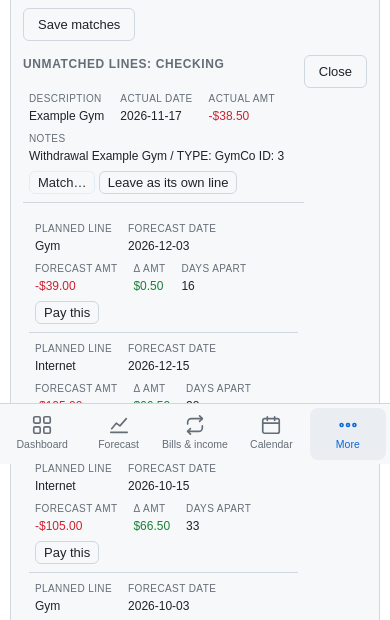 Save matches
UNMATCHED LINES: CHECKING
Close
DESCRIPTION ACTUAL DATE ACTUAL AMT
Example Gym 2026-11-17 -$38.50
NOTES
Withdrawal Example Gym / TYPE: GymCo ID: 3
Match… Leave as its own line
PLANNED LINE FORECAST DATE
Gym 2026-12-03
FORECAST AMT Δ AMT DAYS APART
-$39.00 $0.50 16
Pay this
PLANNED LINE FORECAST DATE
Internet 2026-12-15
FORECAST AMT Δ AMT DAYS APART
Dashboard Forecast Bills & income Calendar More
PLANNED LINE FORECAST DATE
Internet 2026-10-15
FORECAST AMT Δ AMT DAYS APART
-$105.00 $66.50 33
Pay this
PLANNED LINE FORECAST DATE
Gym 2026-10-03